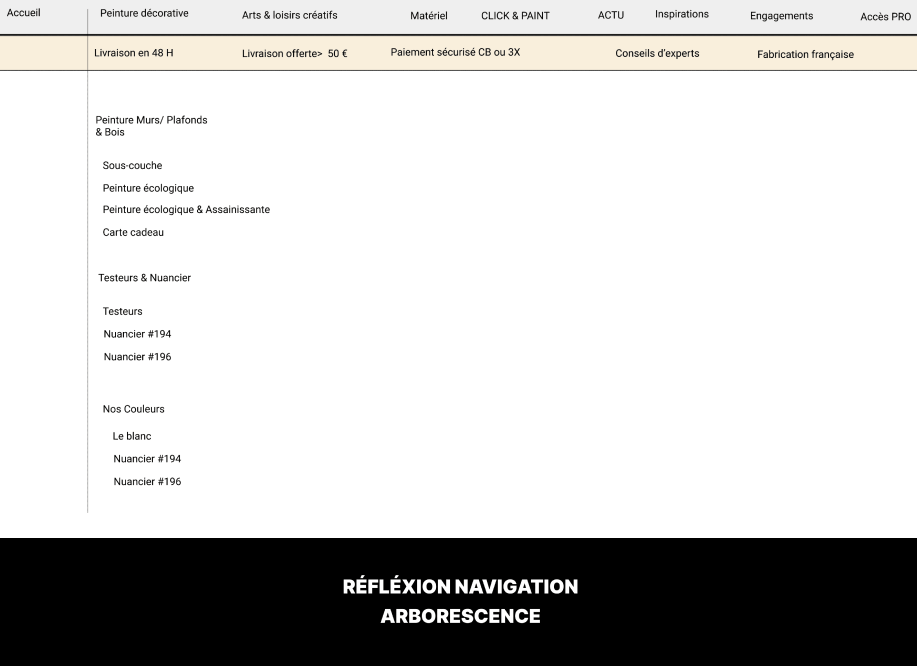 Accueil Peinture décorative Arts & loisirs créatifs Matériel CLICK & PAINT ACTU Inspirations Engagements Accès PRO
Livraison en 48 H Livraison offerte> 50 € Paiement sécurisé CB ou 3X Conseils d'experts Fabrication française
Peinture Murs/ Plafonds
& Bois
Sous-couche
Peinture écologique
Peinture écologique & Assainissante
Carte cadeau
Testeurs & Nuancier
Testeurs
Nuancier #194
Nuancier #196
Nos Couleurs
Le blanc
Nuancier #194
Nuancier #196
RÉFLÉXION NAVIGATION
ARBORESCENCE